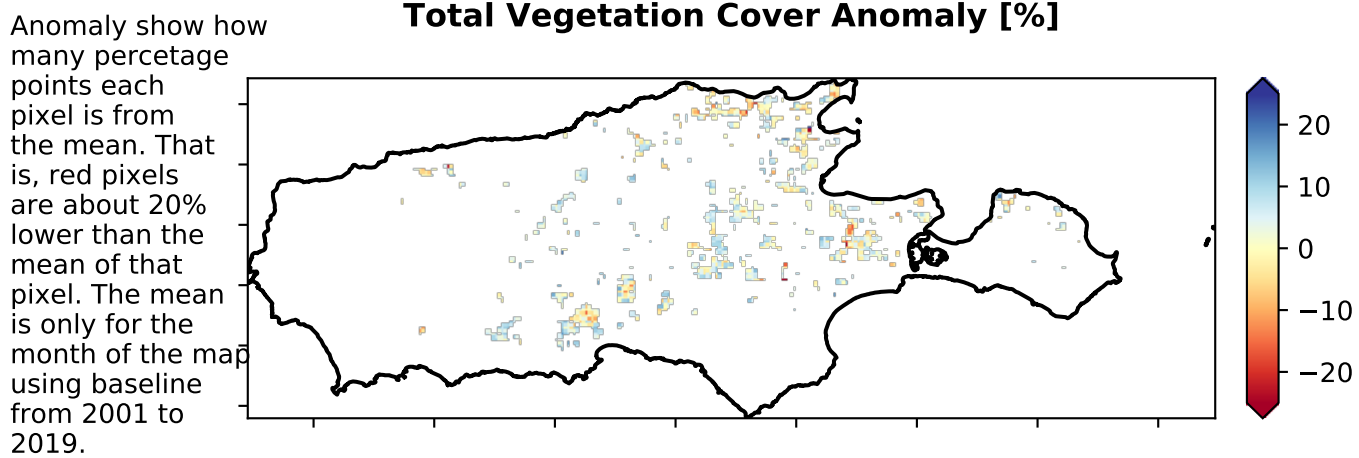 Total Vegetation Cover Anomaly [%]
Anomaly show how
many percetage
points each
pixel is from
the mean. That
is, red pixels
are about 20%
lower than the
mean of that
pixel. The mean
is only for the
month of the map
using baseline
from 2001 to
2019.
20
10
0
−10
−20